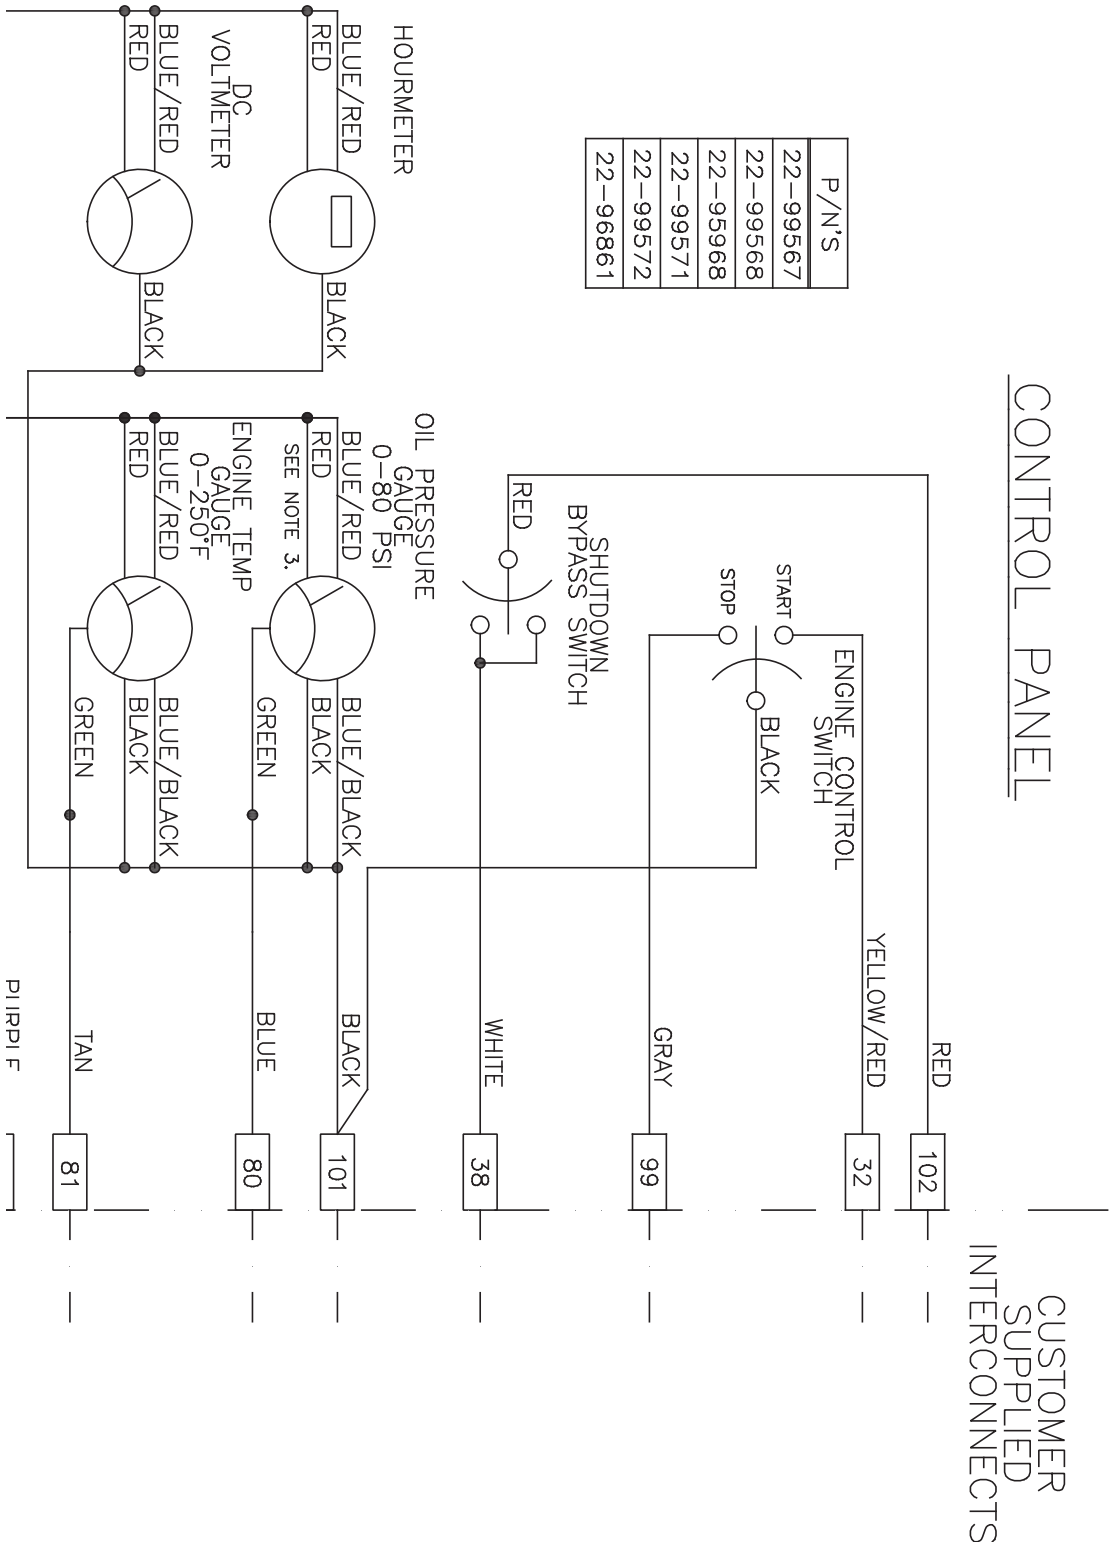 CONTROL PANEL
CUSTOMER
SUPPLIED
INTERCONNECTS
P/N'S
22-99567
22-99568
22-95968
22-99571
22-99572
22-96861
RED
102
START
STOP
ENGINE CONTROL
SWITCH
BLACK
YELLOW/RED
32
GRAY
99
SHUTDOWN
BYPASS SWITCH
RED
WHITE
38
HOURMETER
BLUE/RED
RED
BLACK
OIL PRESSURE
GAUGE
0-80 PSI
BLUE/RED
RED
SEE NOTE 3.
BLUE/BLACK
BLACK
GREEN
BLACK
101
BLUE
80
DC
VOLTMETER
BLUE/RED
RED
BLACK
ENGINE TEMP
GAUGE
0-250°F
BLUE/RED
RED
BLUE/BLACK
BLACK
GREEN
TAN
81